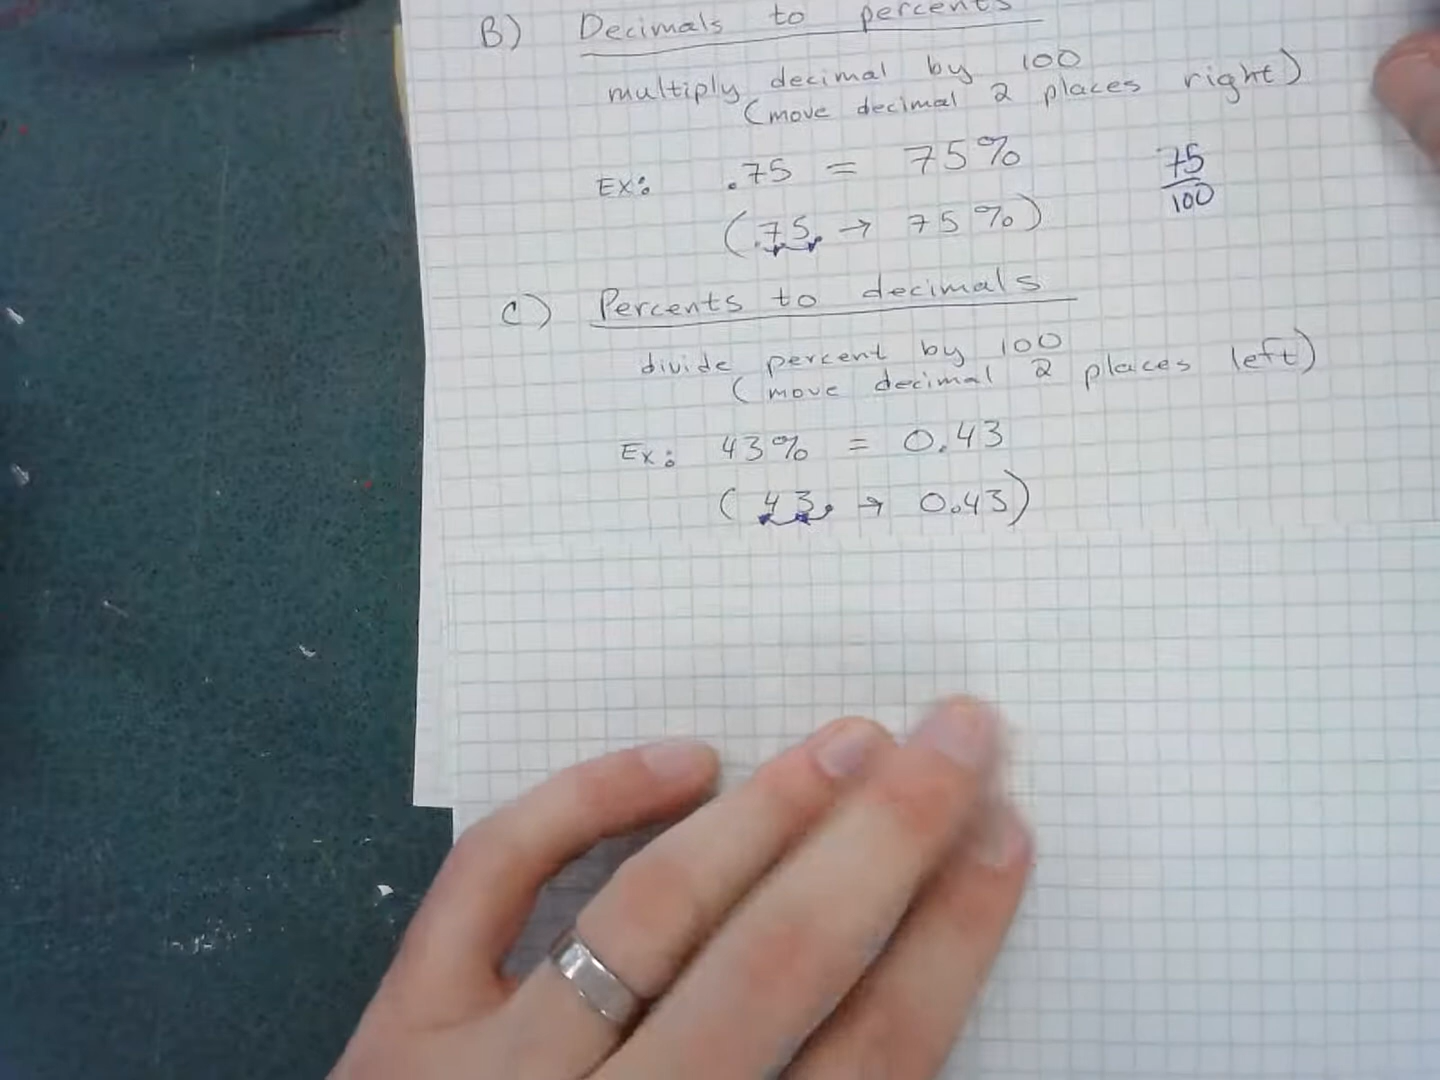 B) Decimals to percents
multiply decimal by 100
(move decimal 2 places right)
Ex: .75 = 75%
75
100
(.75. → 75%)
C) Percents to decimals
divide percent by 100
(move decimal 2 places left)
Ex: 43% = 0.43
(43. → 0.43)